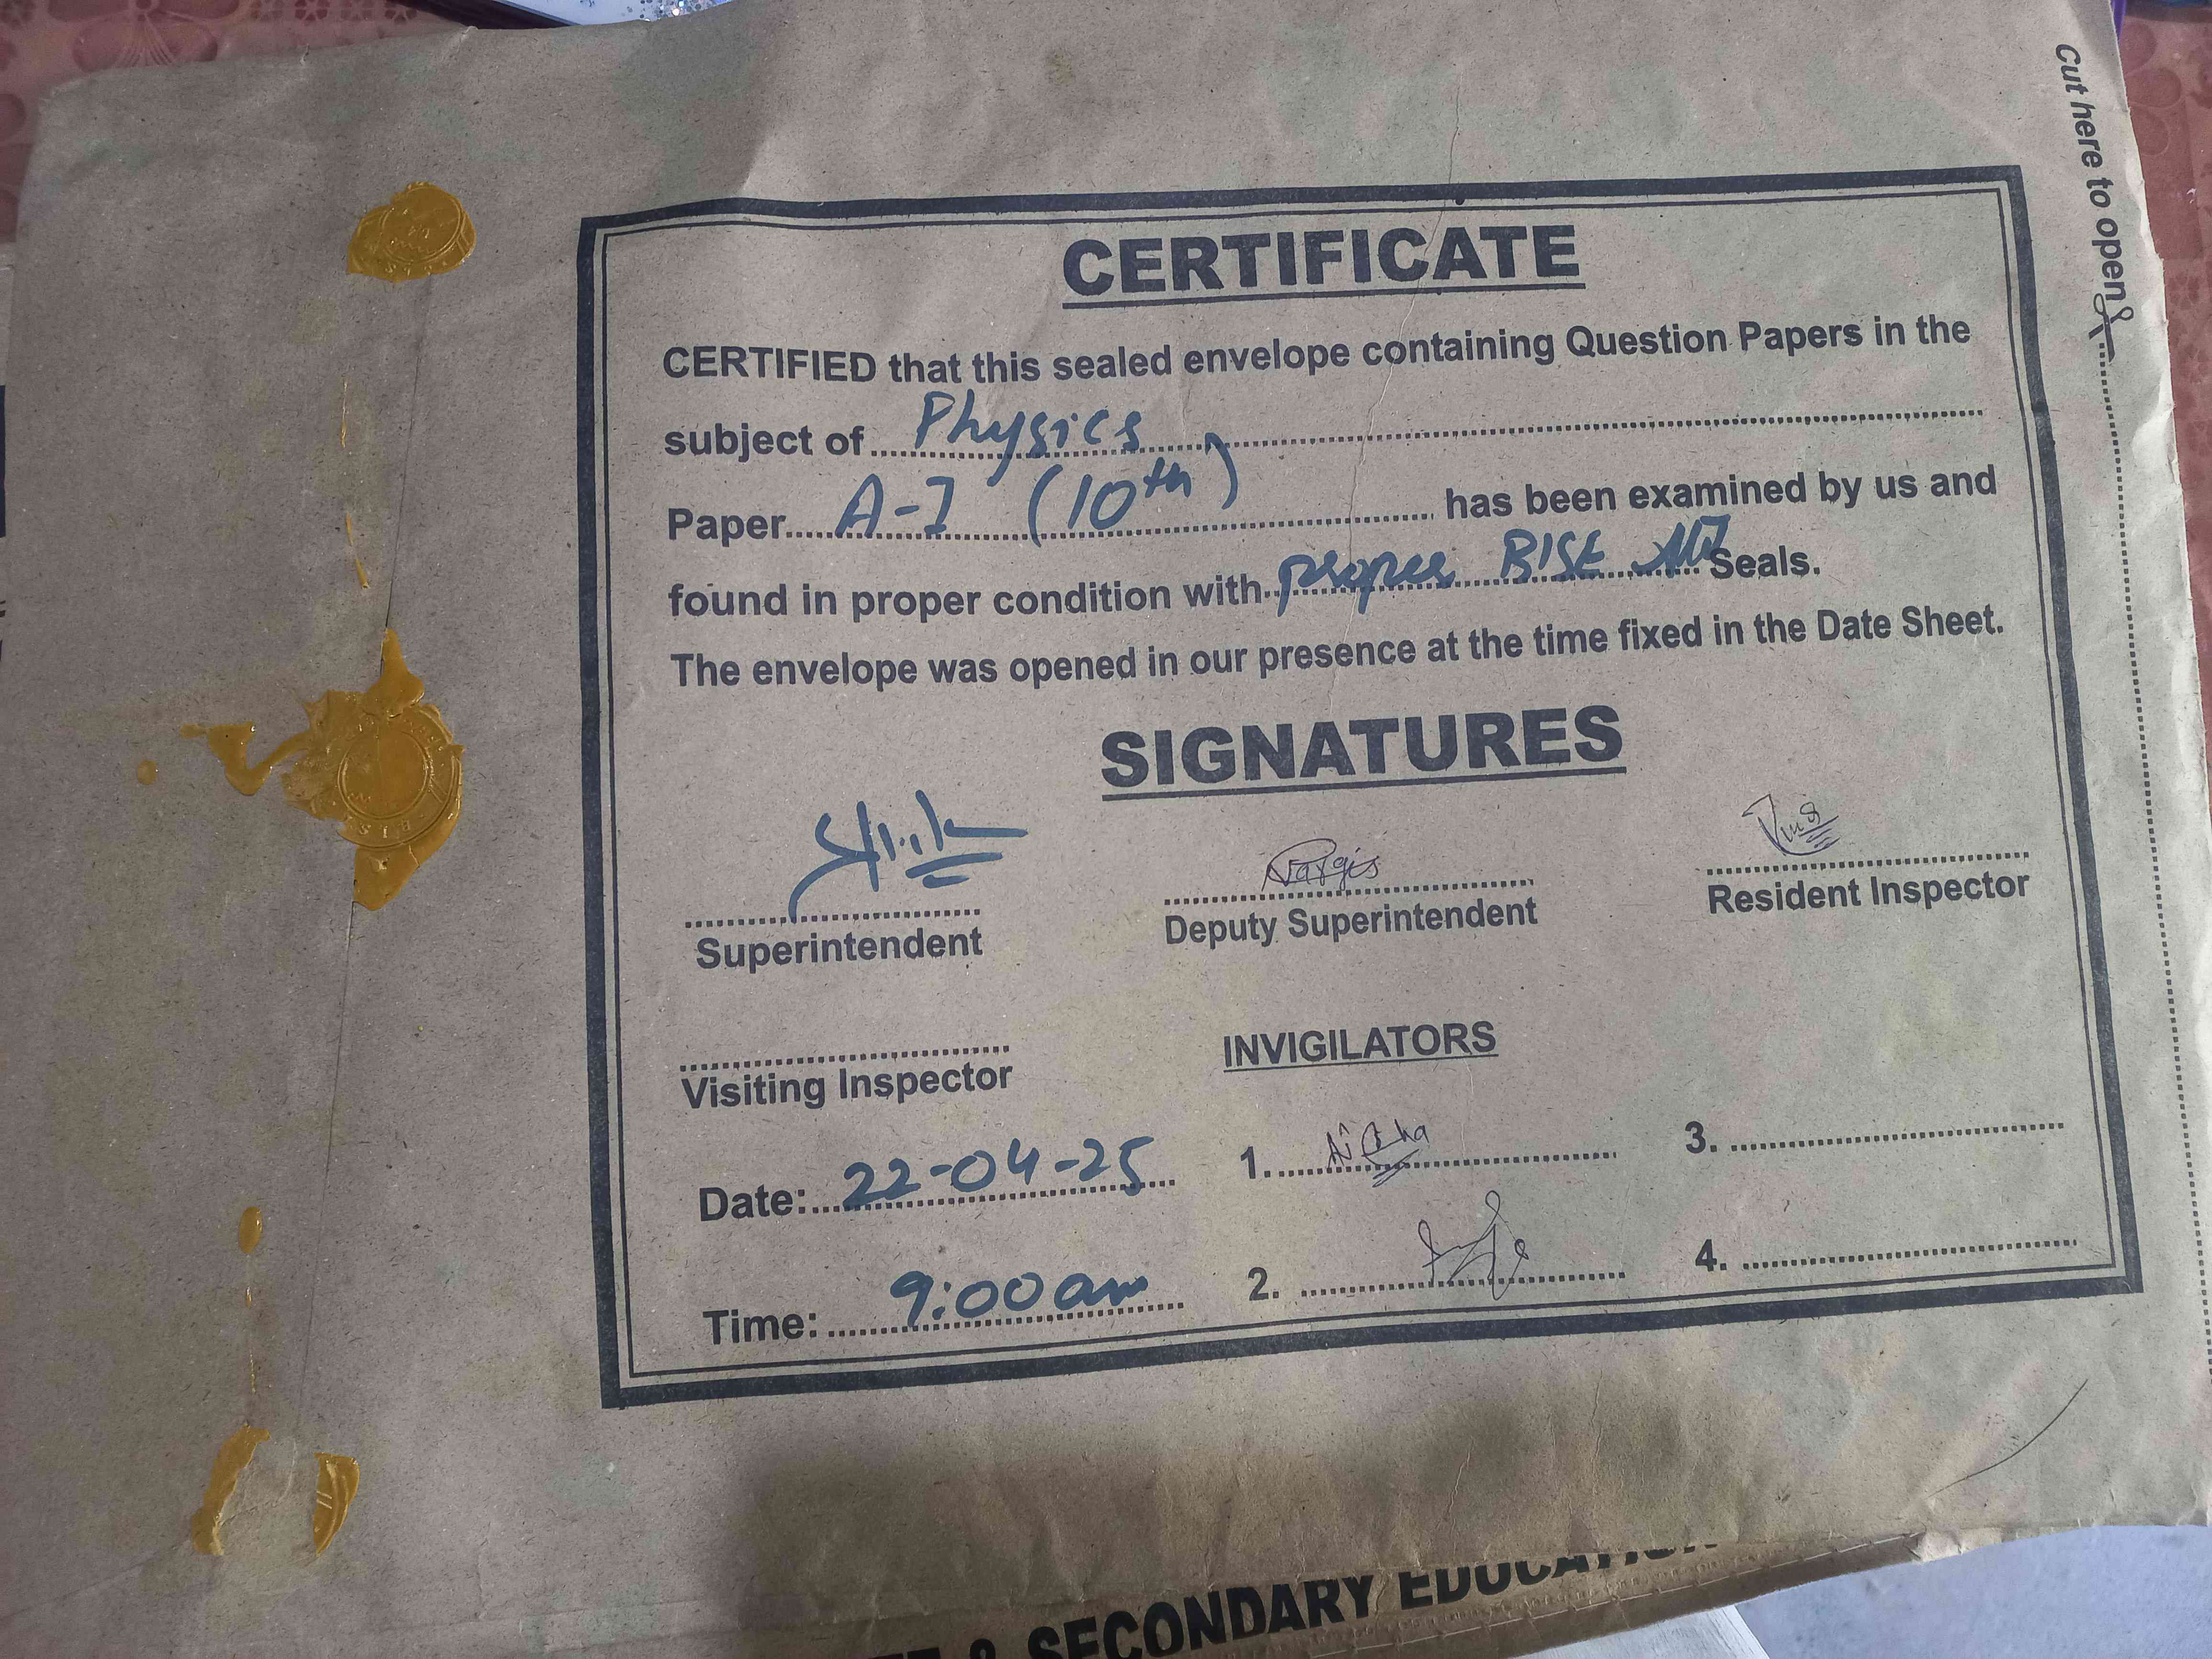 Cut here to open
CERTIFICATE
CERTIFIED that this sealed envelope containing Question Papers in the
subject of Physics
Paper A-I (10th) has been examined by us and
found in proper condition with proper BISE Seals.
The envelope was opened in our presence at the time fixed in the Date Sheet.
SIGNATURES
Nargis
Superintendent Deputy Superintendent Resident Inspector
Visiting Inspector INVIGILATORS
Date: 22-04-25 1. 3.
Time: 9:00 am 2. 4.
& SECONDARY EDUCATION